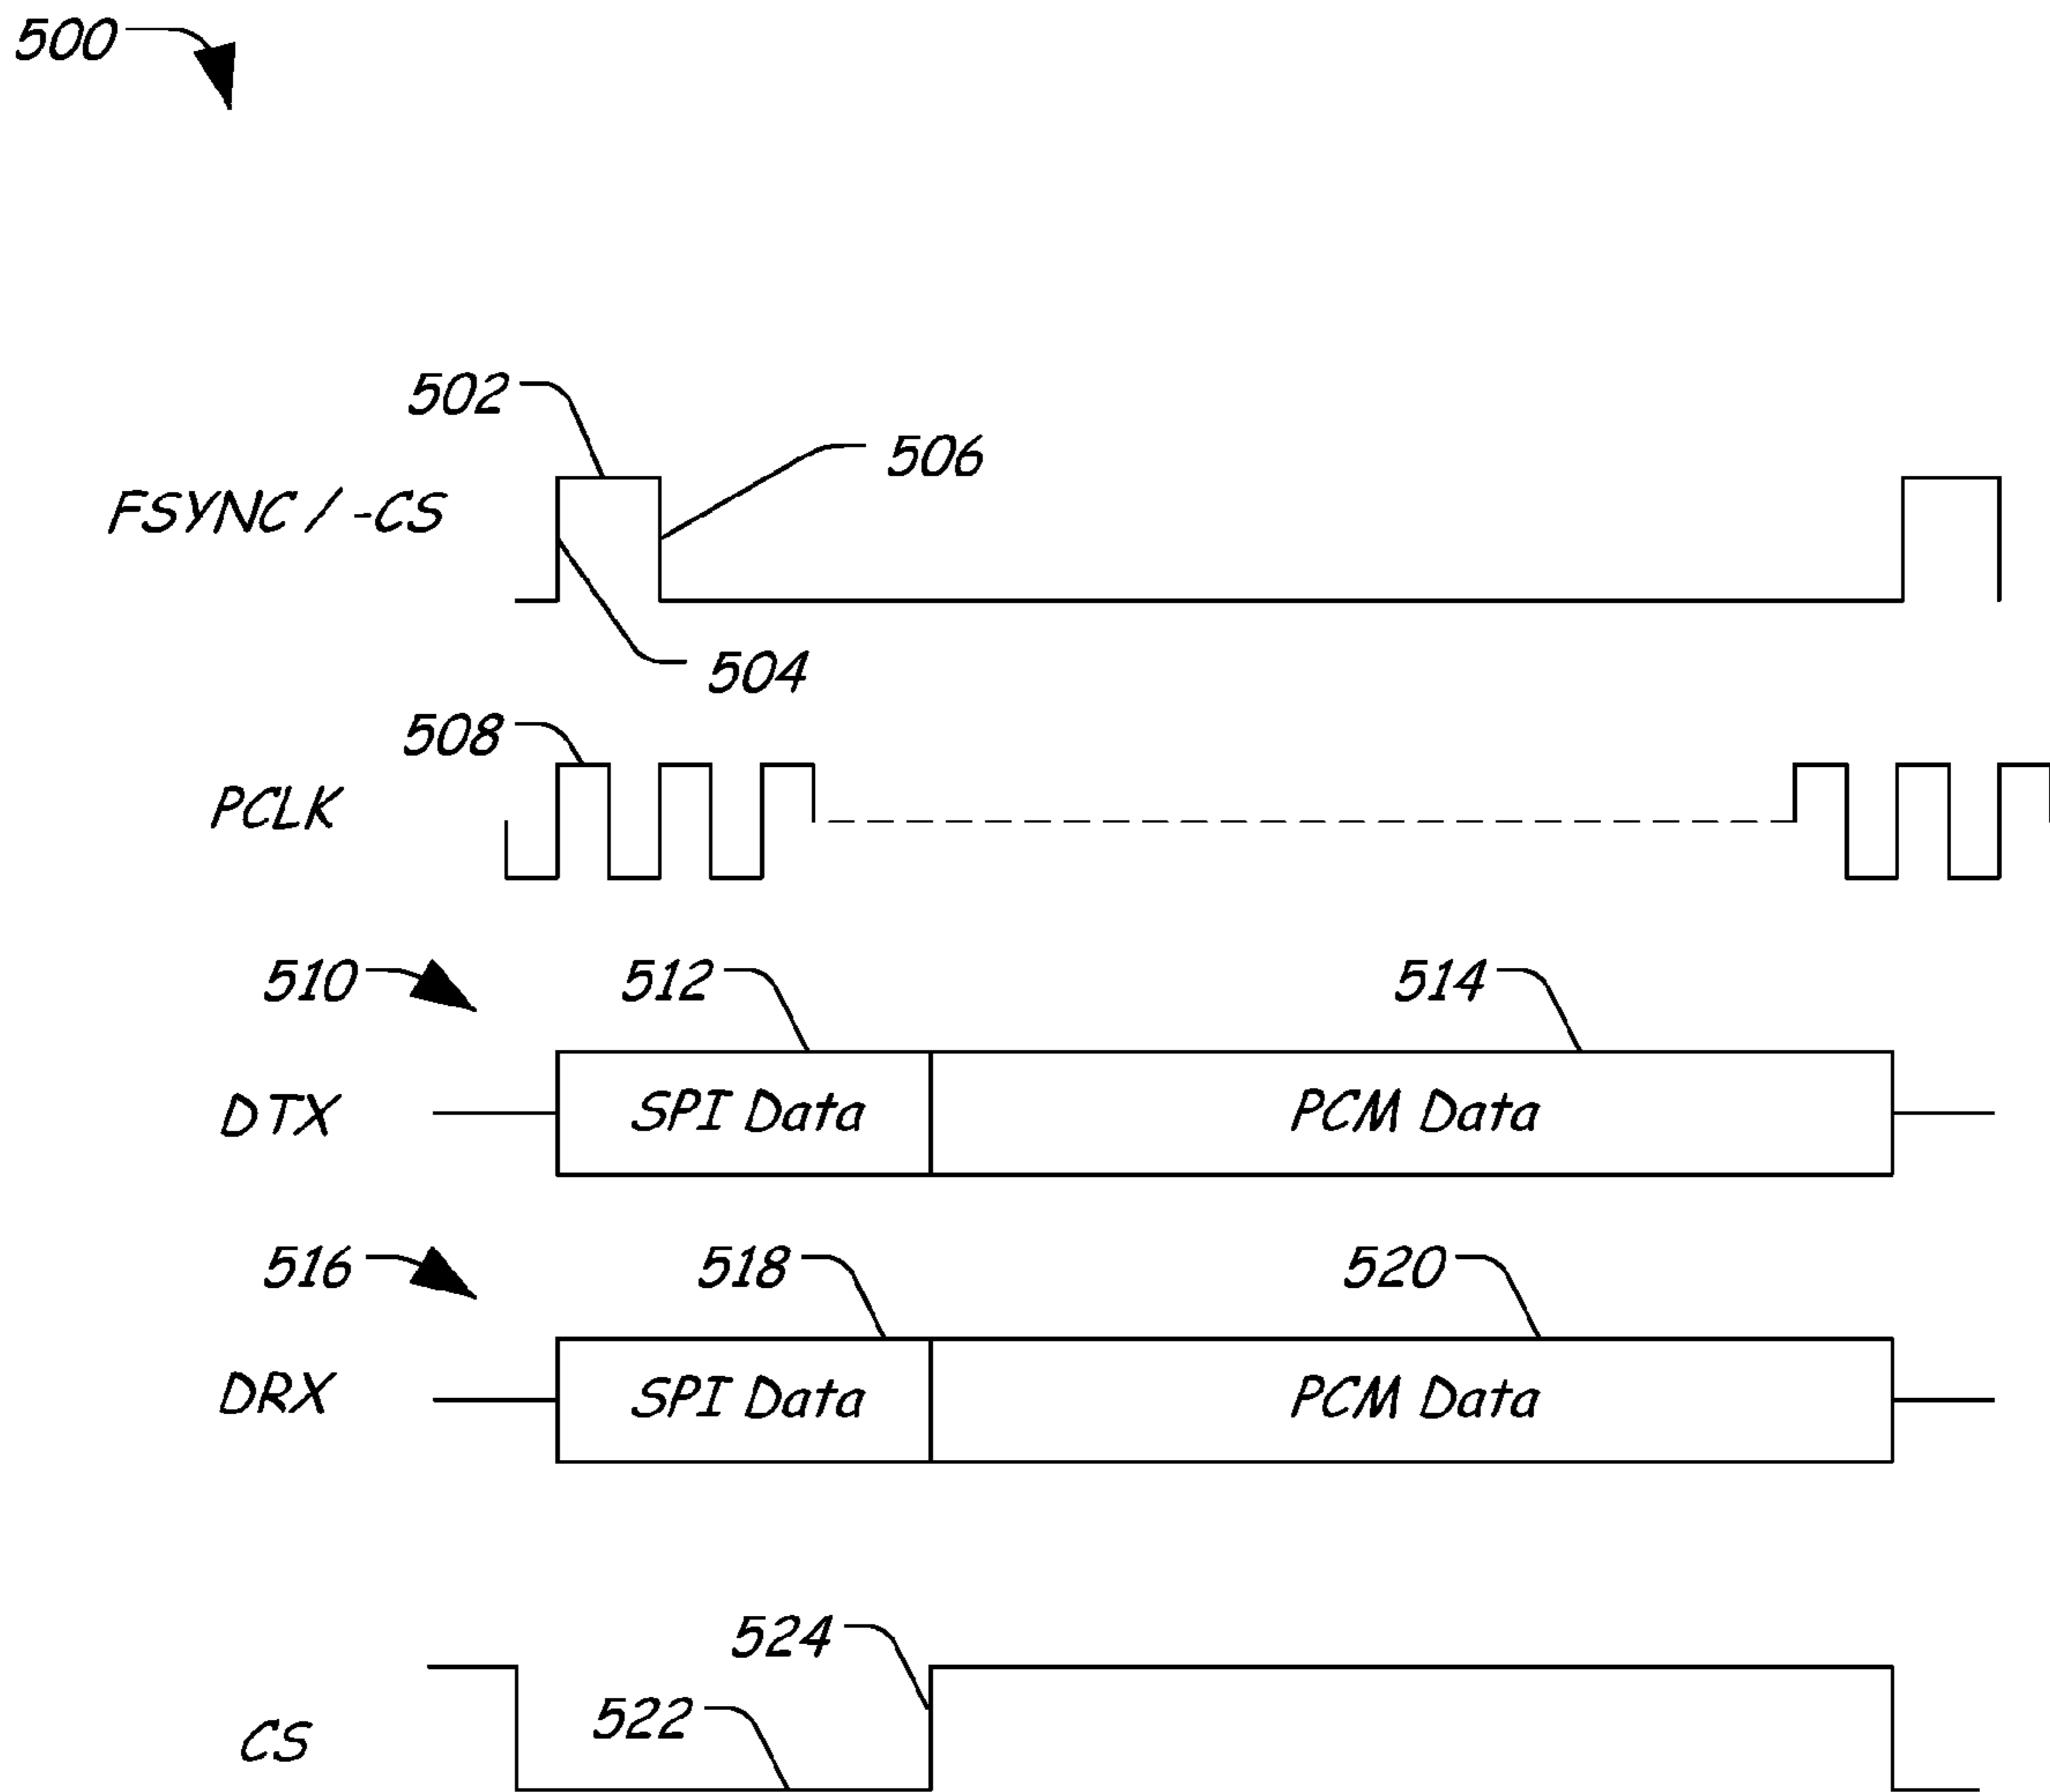 500
502
506
FSYNC / -CS
504
508
PCLK
510 512 514
DTX SPI Data PCM Data
516 518 520
DRX SPI Data PCM Data
524
522
CS